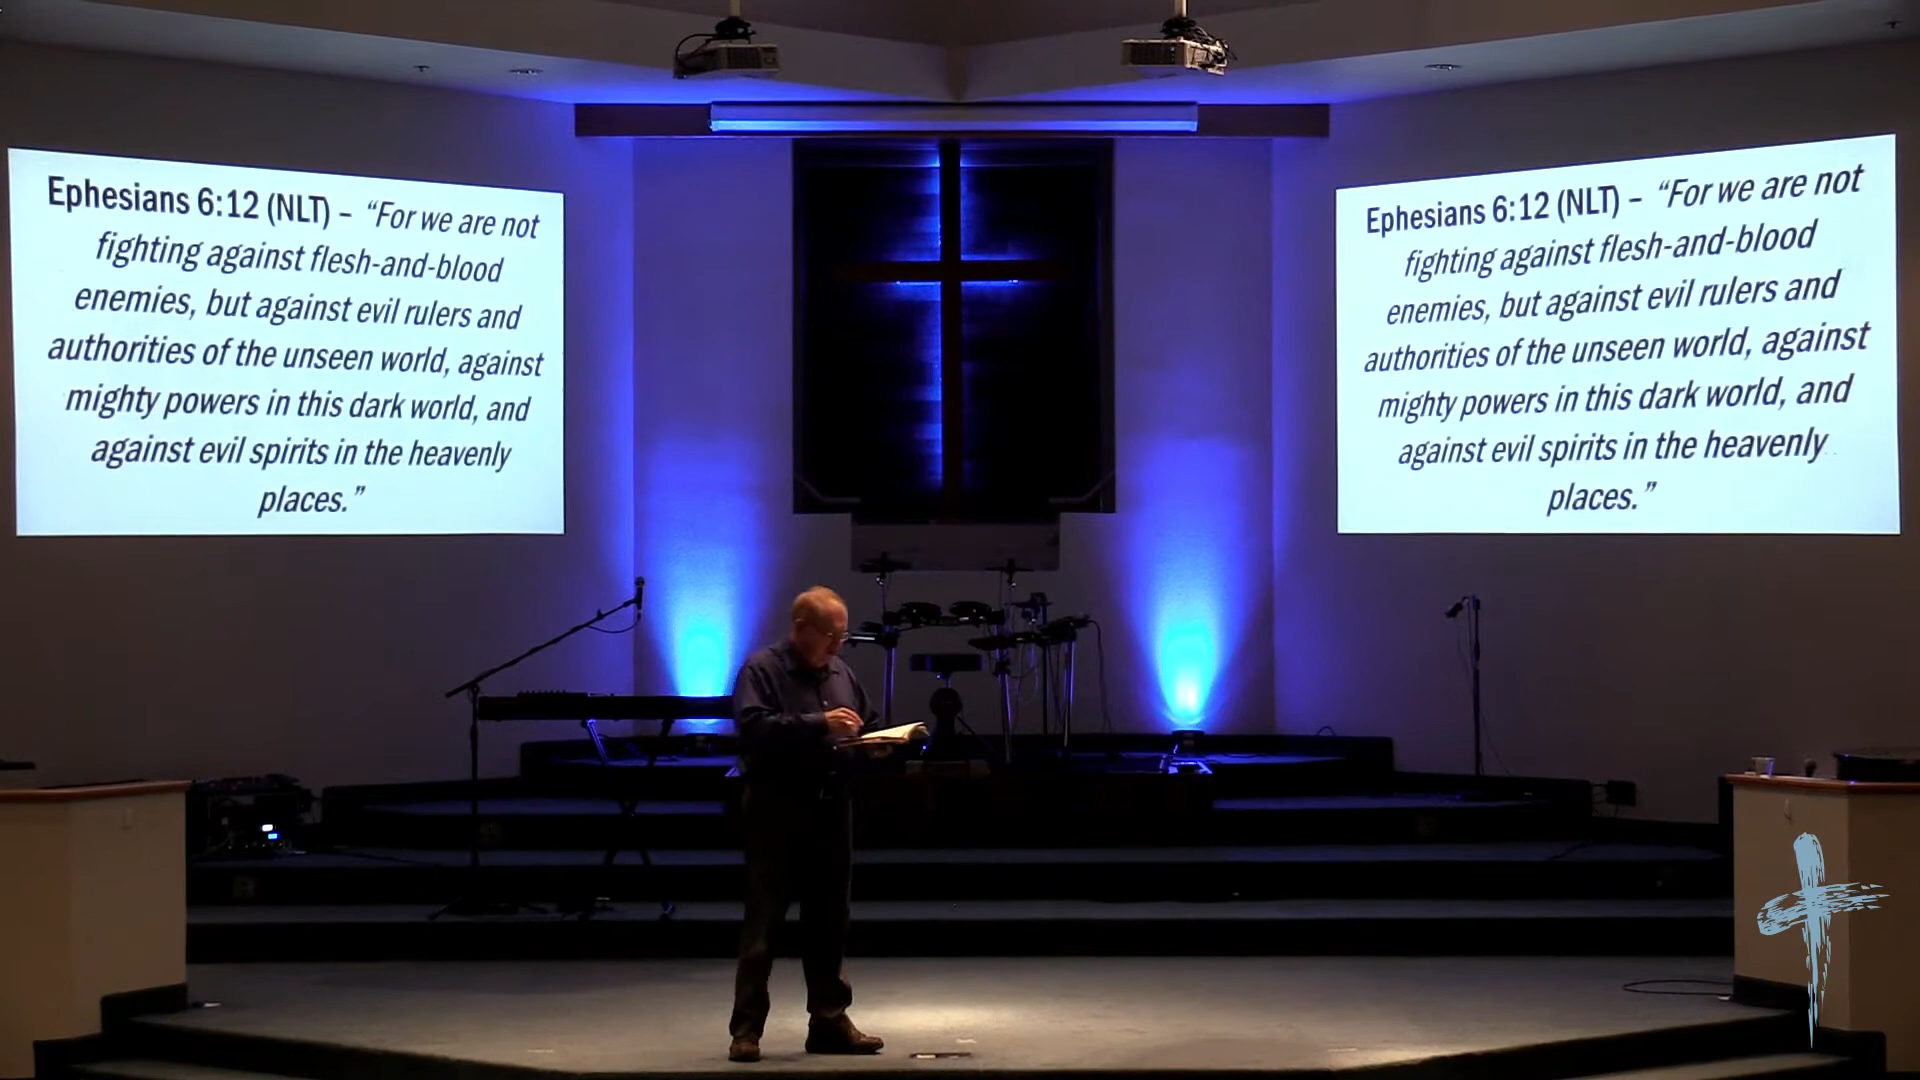 Ephesians 6:12 (NLT) – “For we are not
fighting against flesh-and-blood
enemies, but against evil rulers and
authorities of the unseen world, against
mighty powers in this dark world, and
against evil spirits in the heavenly
places.”
Ephesians 6:12 (NLT) – “For we are not
fighting against flesh-and-blood
enemies, but against evil rulers and
authorities of the unseen world, against
mighty powers in this dark world, and
against evil spirits in the heavenly
places.”